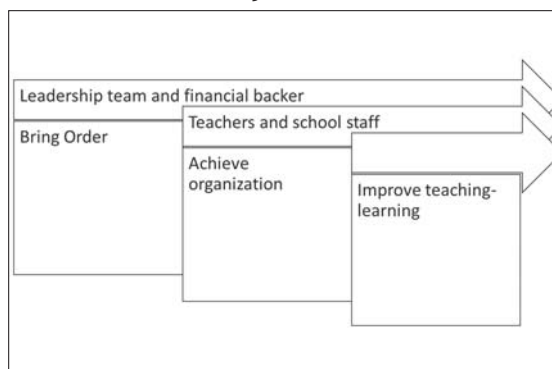 Leadership team and financial backer
Teachers and school staff
Bring Order
Achieve
organization
Improve teaching-
learning